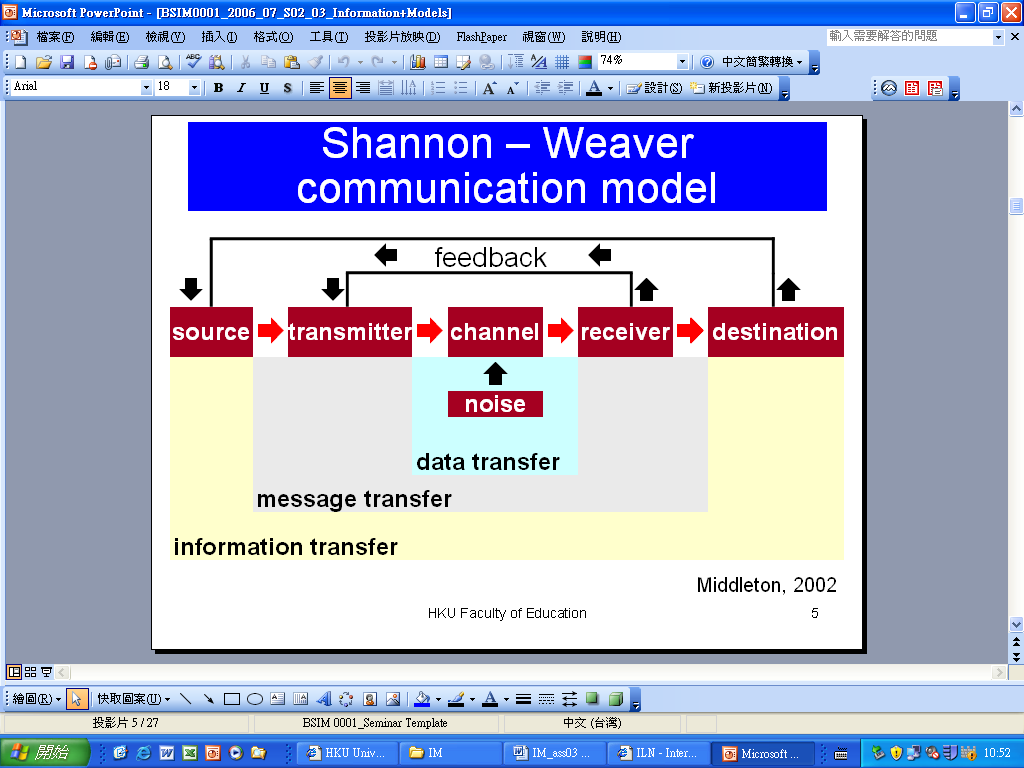 Microsoft PowerPoint - [BSIM0001_2006_07_S02_03_Information+Models]
檔案(F) 編輯(E) 檢視(V) 插入(I) 格式(O) 工具(T) 投影片放映(D) FlashPaper 視窗(W) 說明(H) 輸入需要解答的問題
74% 中文簡繁轉換
Arial 18 B I U S A A A 設計(S) 新投影片(N)
Shannon – Weaver
communication model
feedback
source transmitter channel receiver destination
noise
data transfer
message transfer
information transfer
Middleton, 2002
HKU Faculty of Education 5
繪圖(R) 快取圖案(U) A
投影片 5 / 27 BSIM 0001_Seminar Template 中文 (台灣)
開始 HKU Univ... IM IM_ass03 ... ILN - Inter... Microsoft ... 10:52